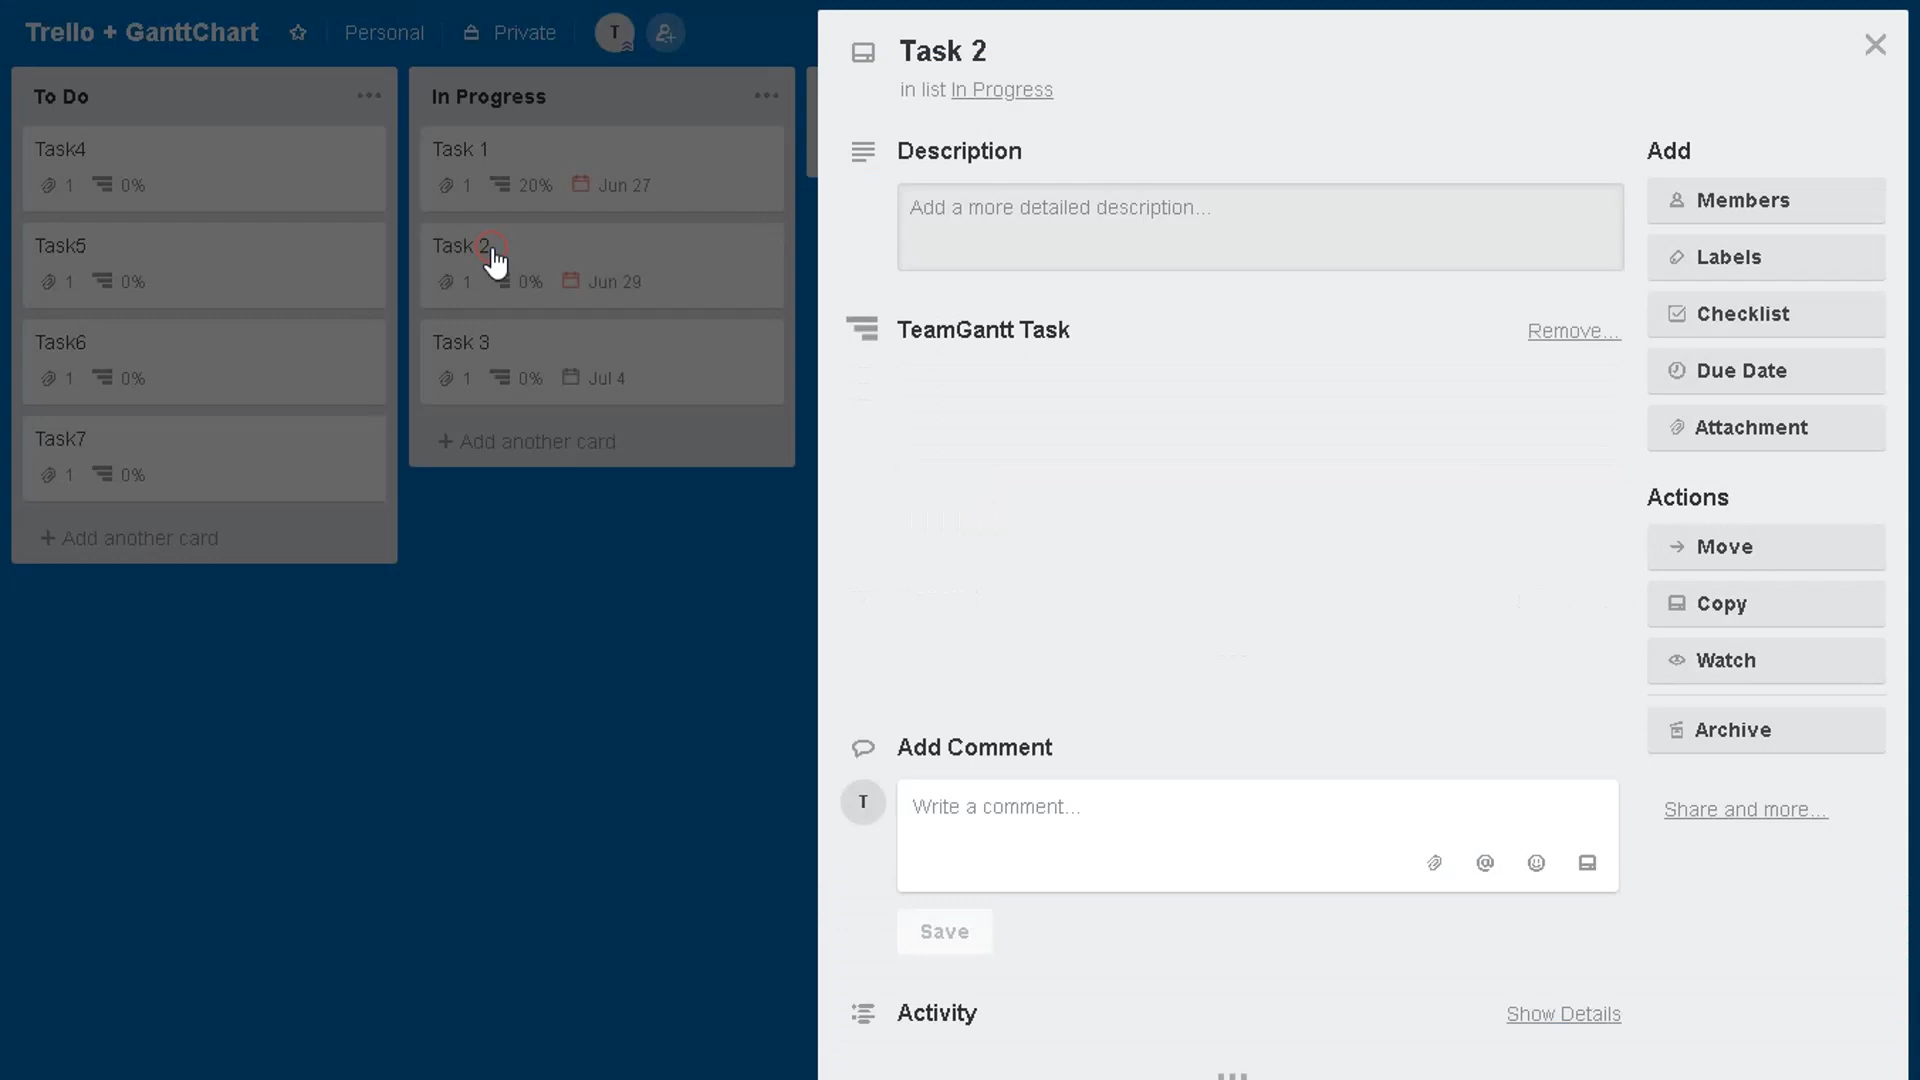 Trello + GanttChart
Personal
Private
T
To Do
Task4
1 0%
Task5
1 0%
Task6
1 0%
Task7
1 0%
+ Add another card
In Progress
Task 1
1 20% Jun 27
Task 2
1 0% Jun 29
Task 3
1 0% Jul 4
+ Add another card
Task 2
in list In Progress
Description
Add a more detailed description...
TeamGantt Task
Remove...
Add Comment
T
Write a comment...
@
Save
Activity
Show Details
Add
Members
Labels
Checklist
Due Date
Attachment
Actions
Move
Copy
Watch
Archive
Share and more...